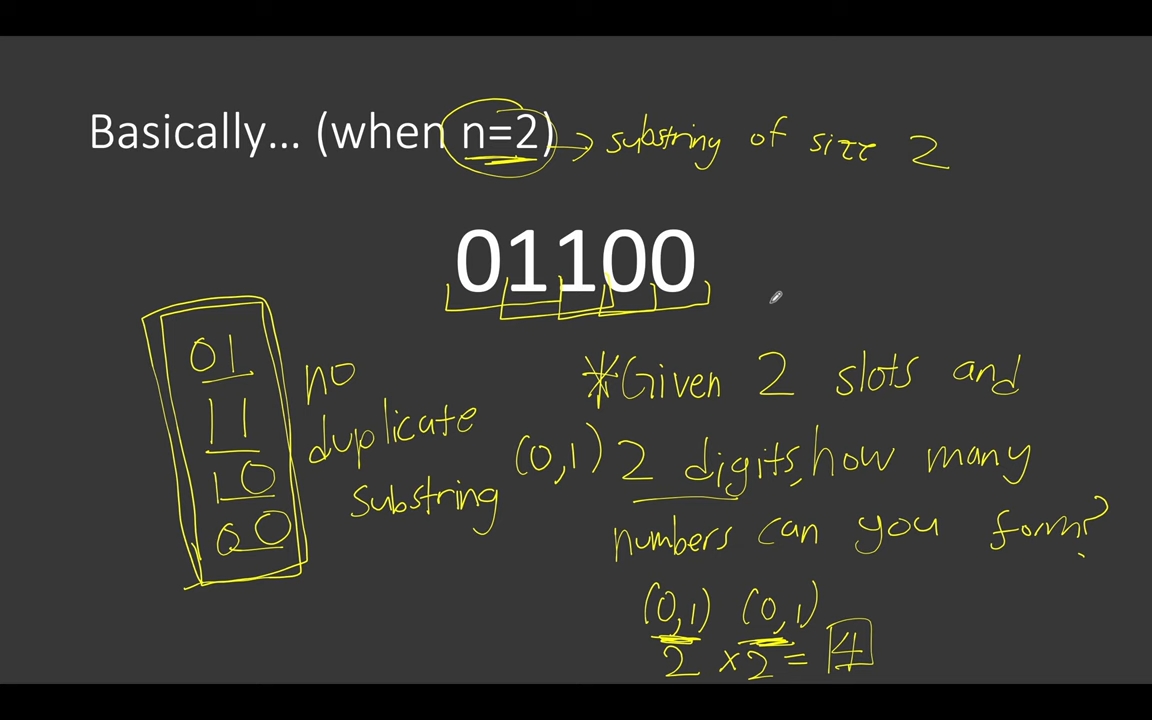 Basically... (when n=2) → substring of size 2
01100
01
11
10
00
no
duplicate
substring
*Given 2 slots and
(0,1) 2 digits, how many
numbers can you form?
(0,1) (0,1)
2 x 2 = 4